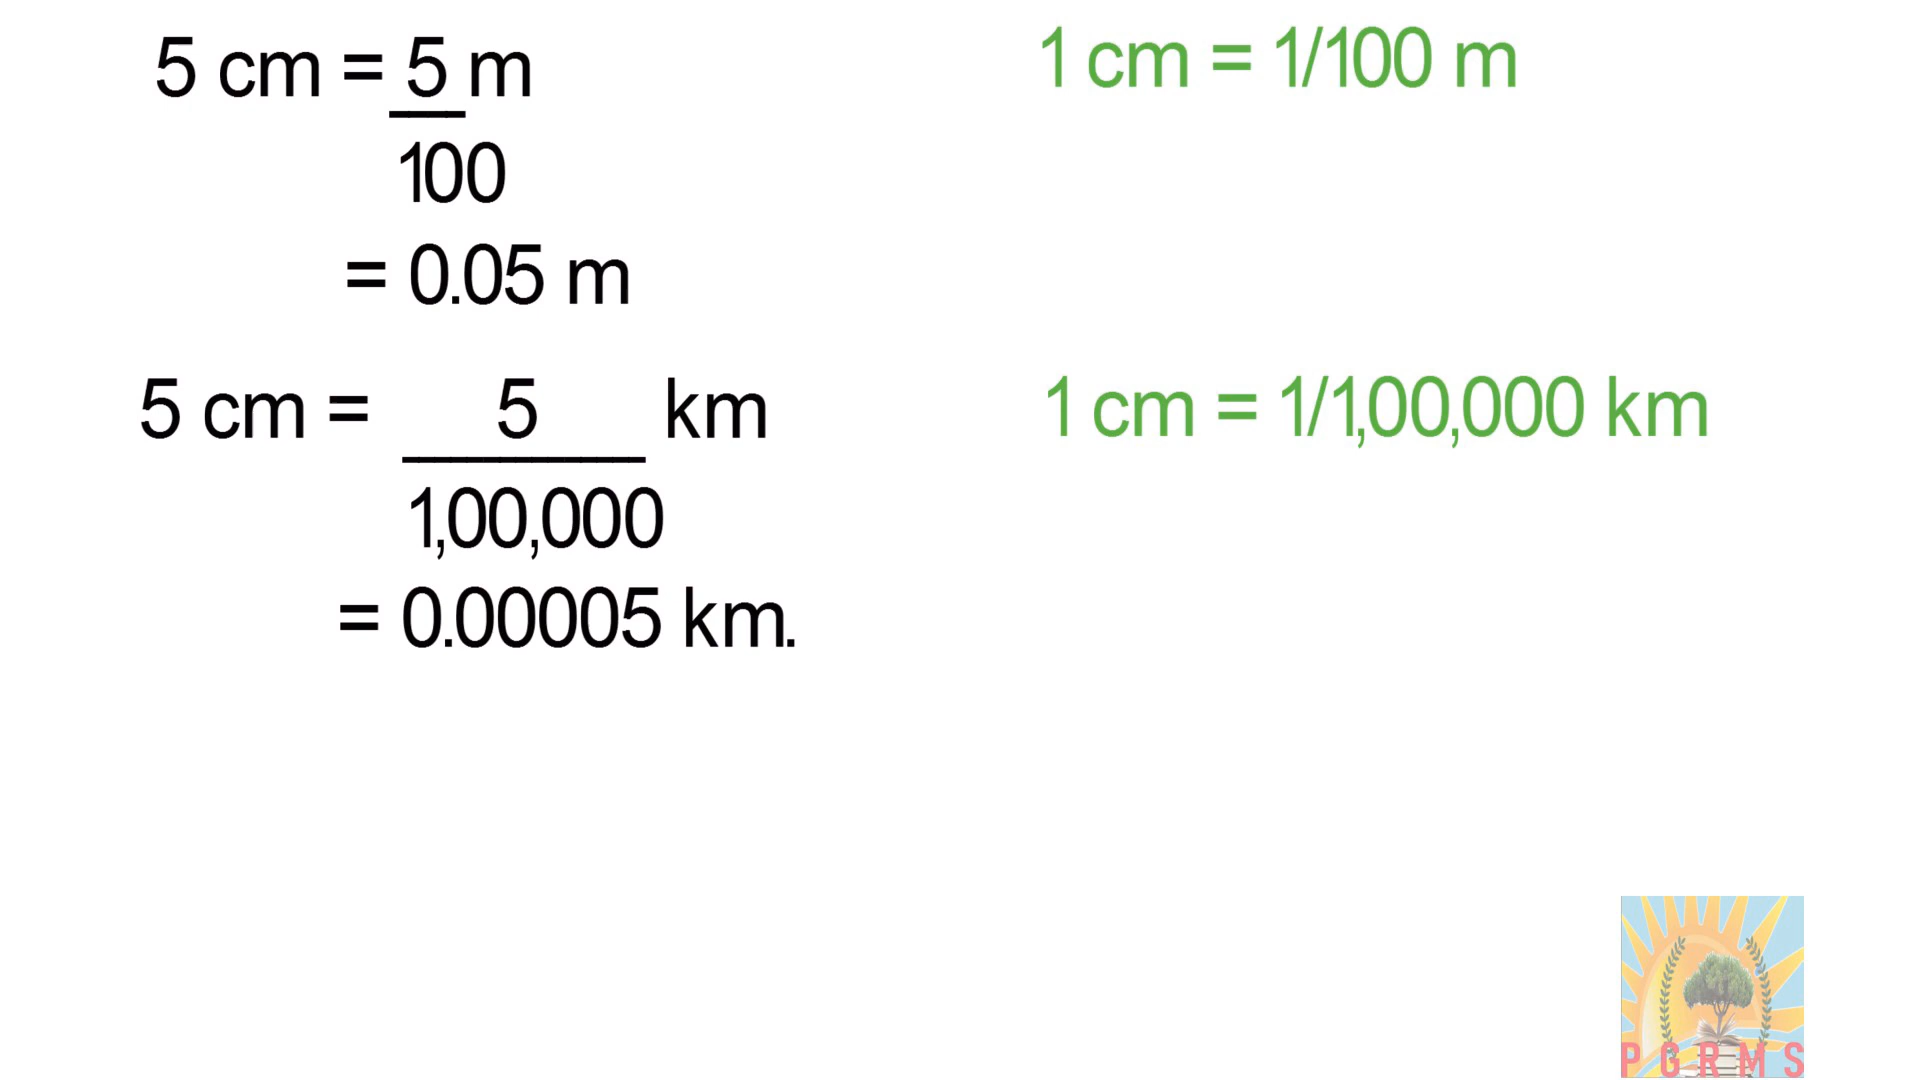 5 cm = 5 m
100
= 0.05 m
1 cm = 1/100 m
5 cm = 5 km
1,00,000
= 0.00005 km.
1 cm = 1/1,00,000 km
PGRMS